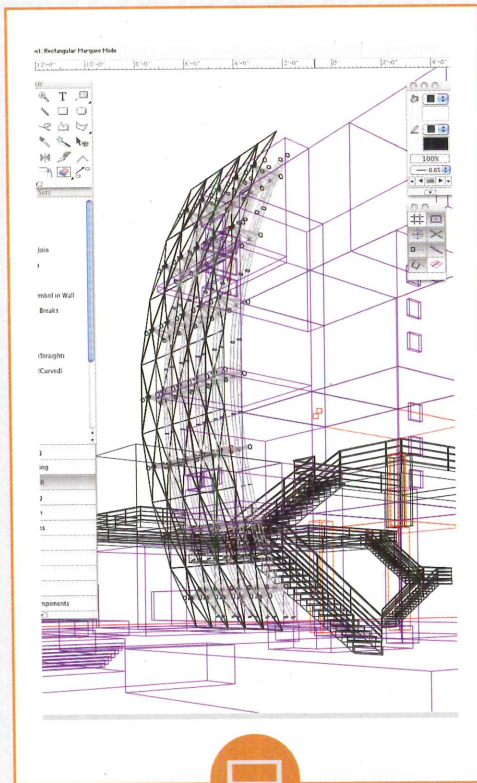 Rectangular Marquee Mode
12'-0" 10'-0" 8'-0" 6'-0" 4'-0" 2'-0" 0' 2'-0" 4'-0"
T
100%
0.05
Sets
Join
mbol in Wall
Breaks
(Straight)
(Curved)
mponents